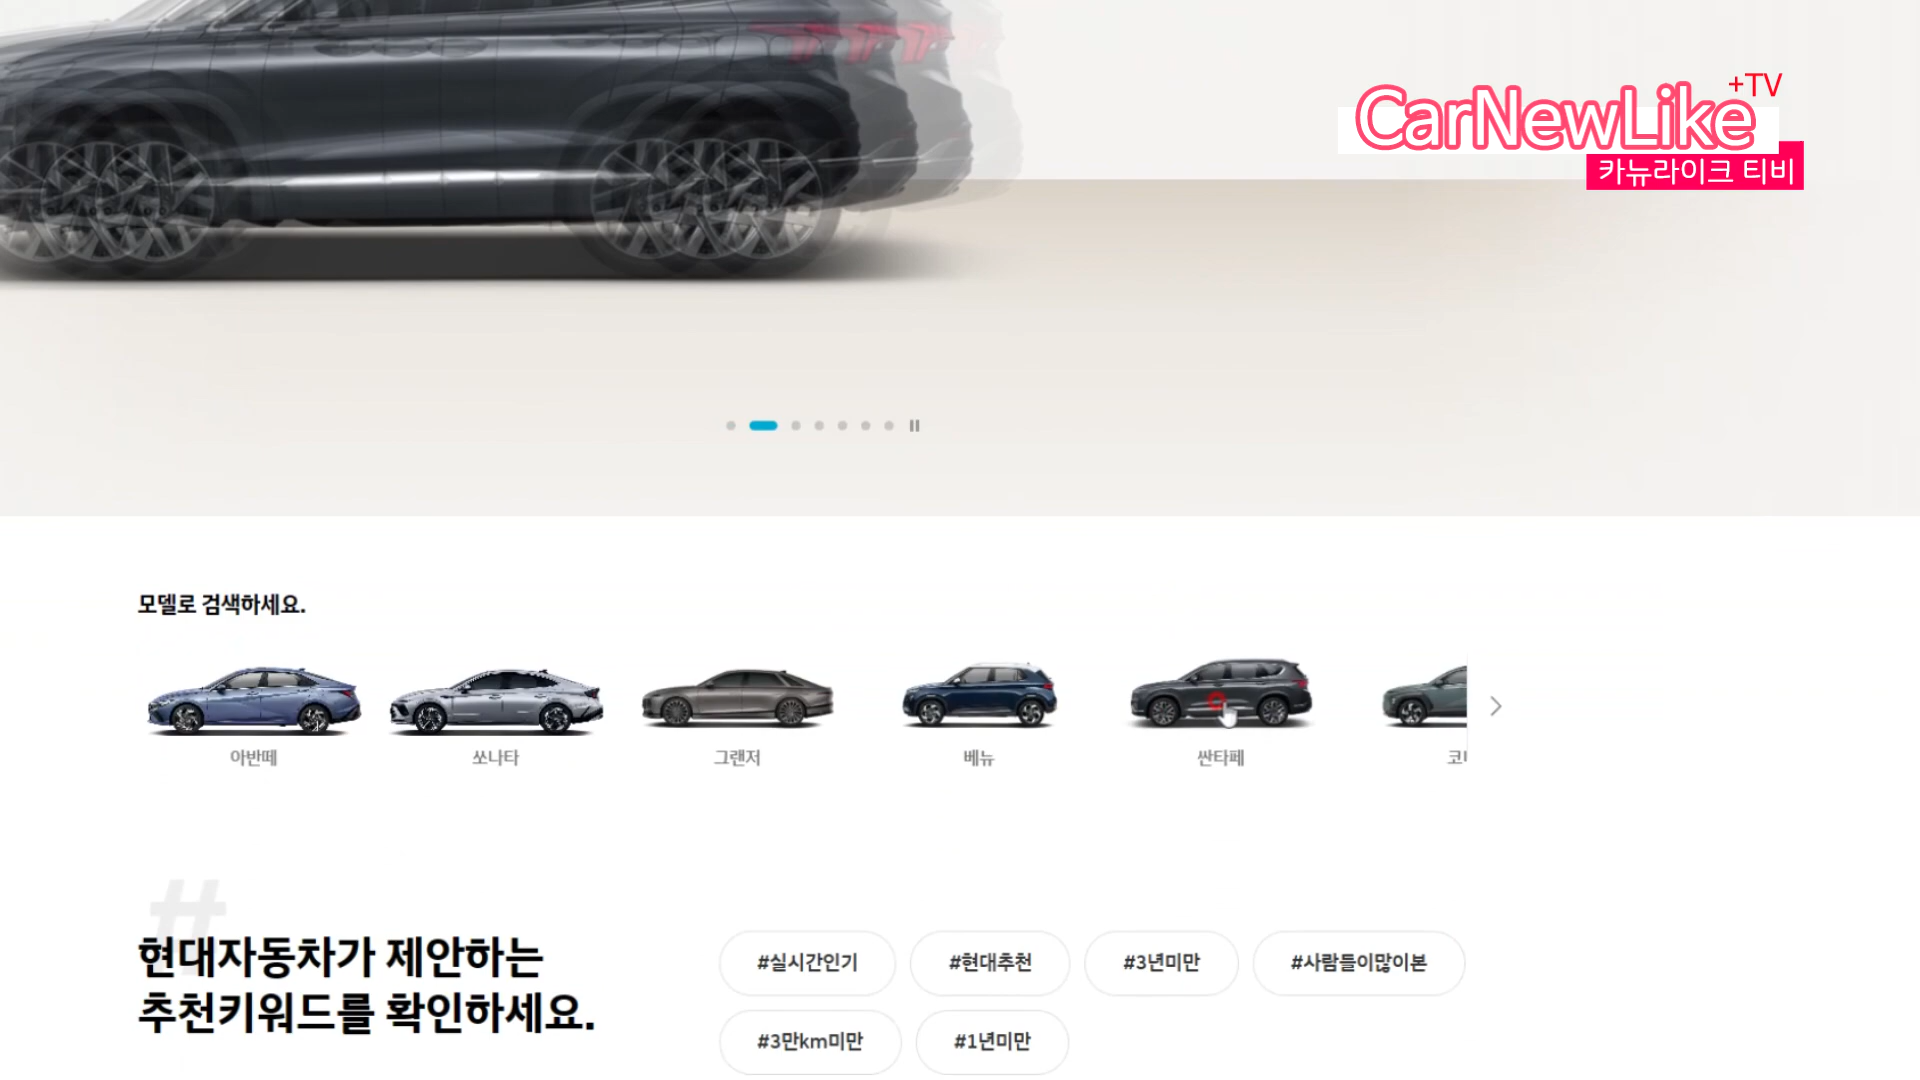 +TV
CarNewLike
카뉴라이크 티비
모델로 검색하세요.
아반떼
쏘나타
그랜저
베뉴
싼타페
#
현대자동차가 제안하는
추천키워드를 확인하세요.
#실시간인기
#현대추천
#3년미만
#사람들이많이본
#3만km미만
#1년미만